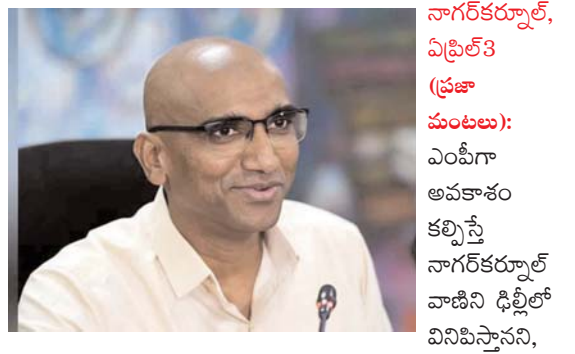 నాగర్‌కర్నూల్,
ఏప్రిల్3
(ప్రజా
మంటలు):
ఎంపీగా
అవకాశం
కల్పిస్తే
నాగర్‌కర్నూల్
వాణిని ఢిల్లీలో
వినిపిస్తానని,